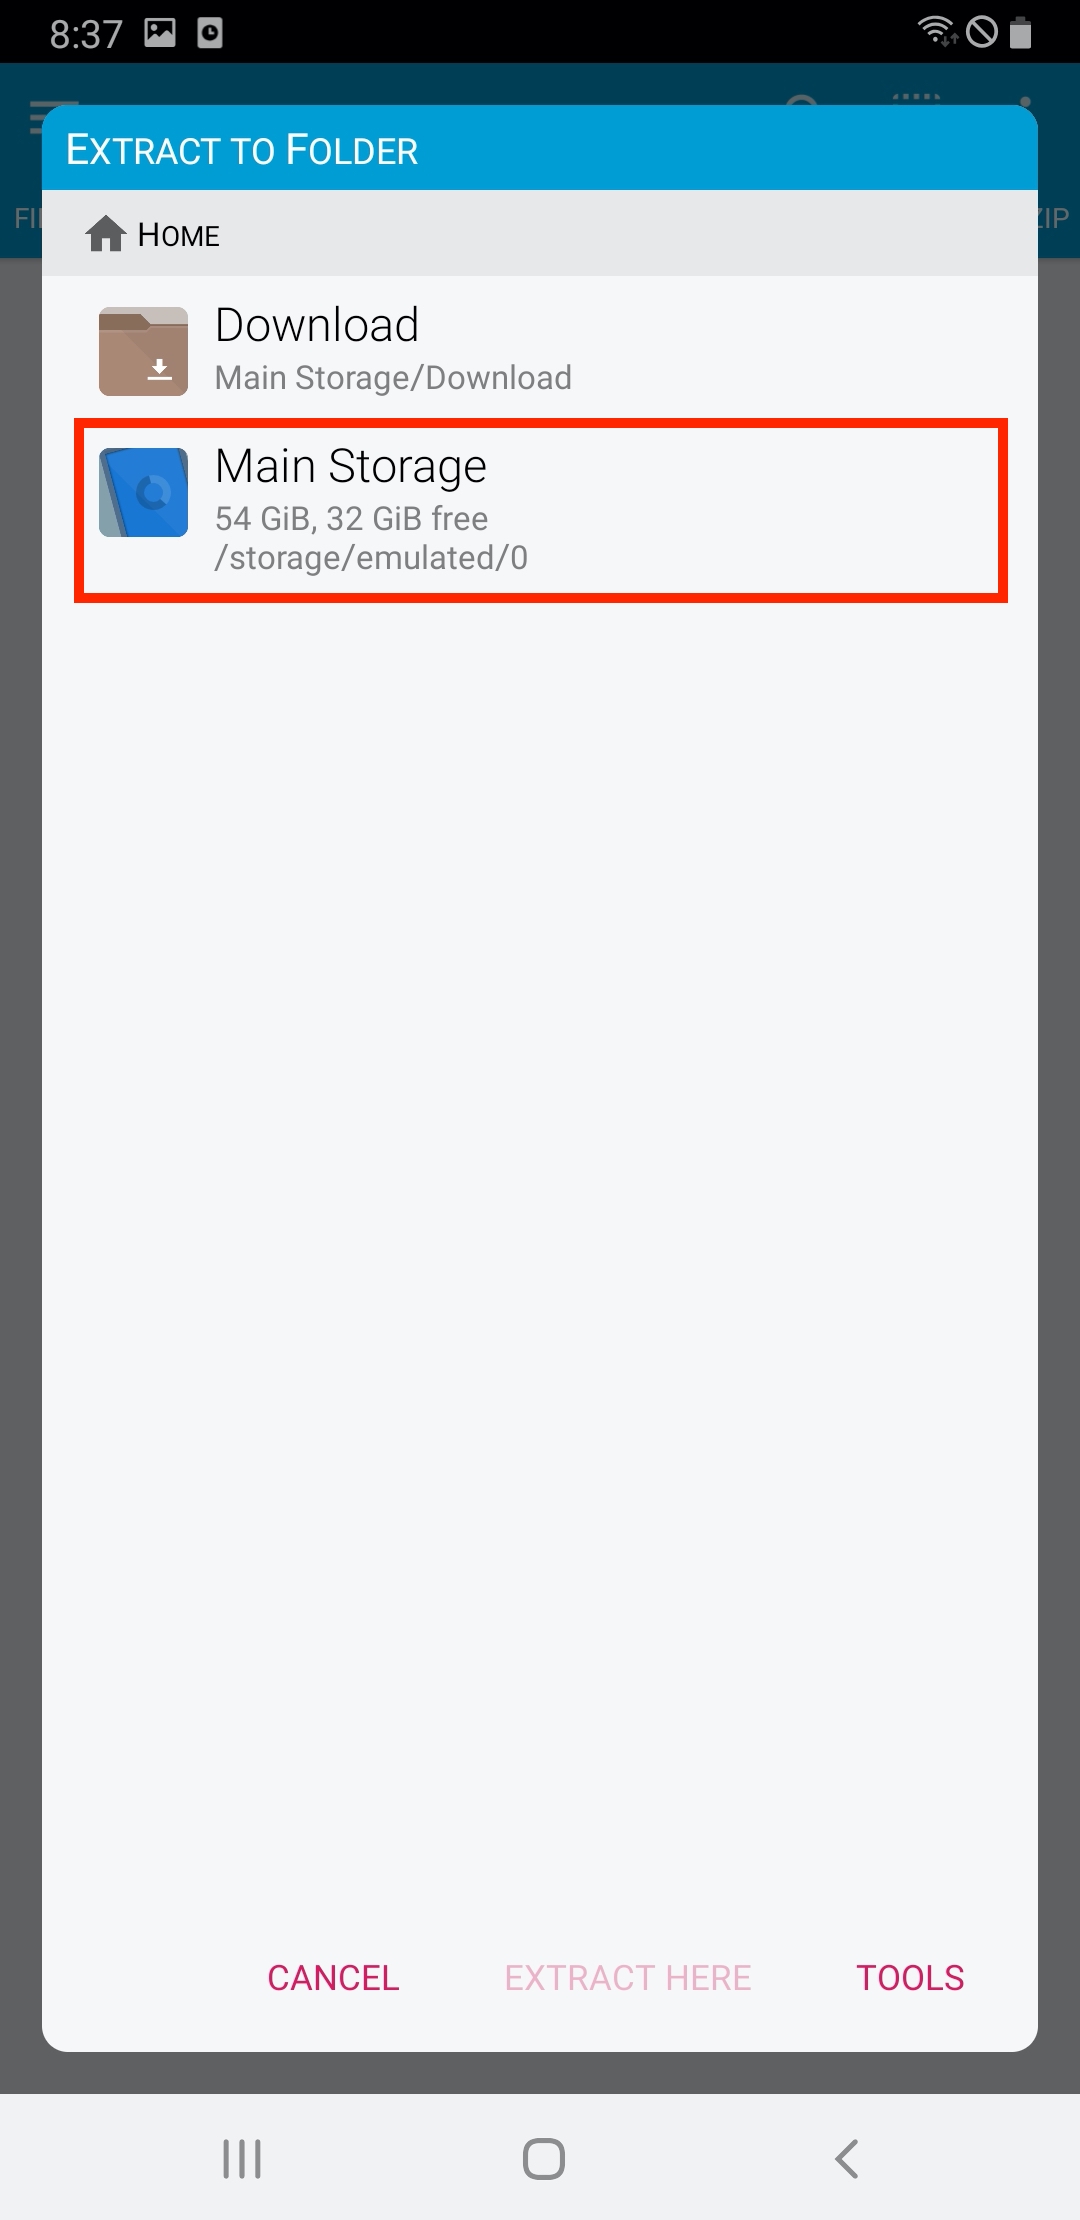 8:37
FI
ZIP
EXTRACT TO FOLDER
HOME
Download
Main Storage/Download
Main Storage
54 GiB, 32 GiB free
/storage/emulated/0
CANCEL EXTRACT HERE TOOLS